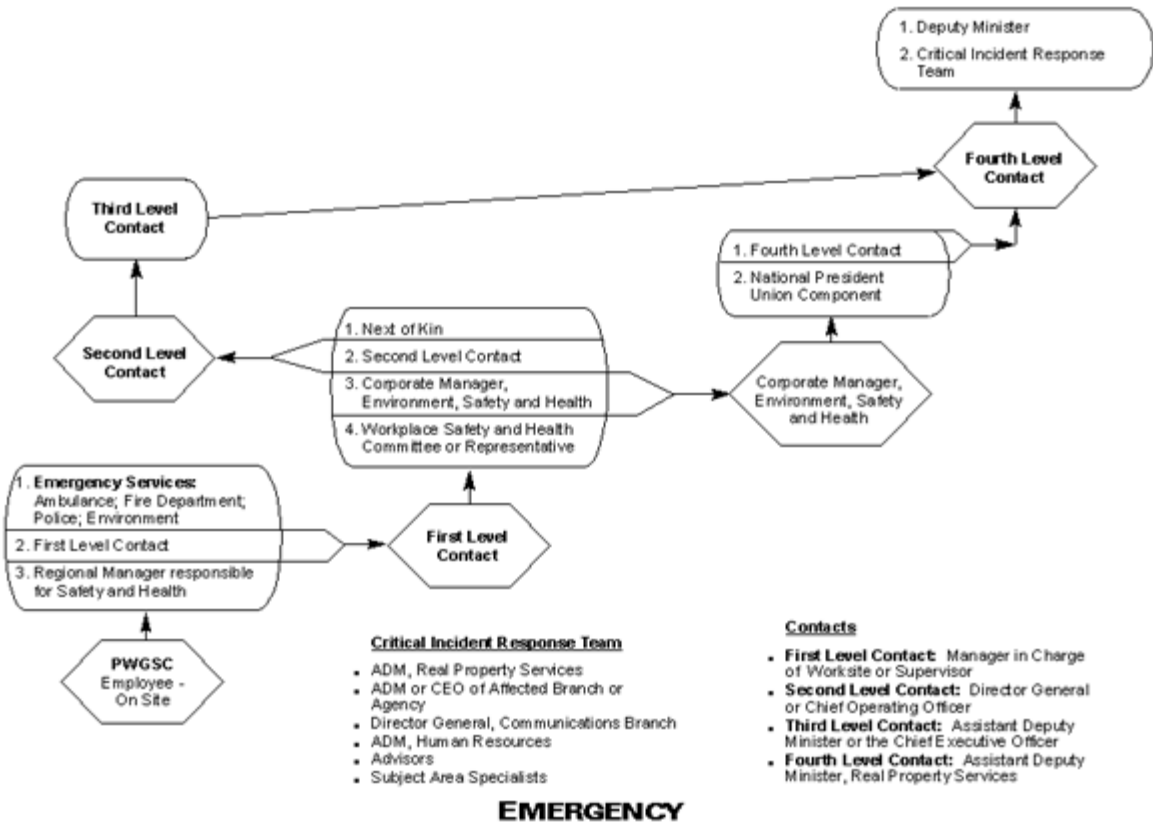 1. Deputy Minister
2. Critical Incident Response
Team
Fourth Level
Contact
Third Level
Contact
1. Fourth Level Contact
2. National President
Union Component
Second Level
Contact
1. Next of Kin
2. Second Level Contact
3. Corporate Manager,
Environment, Safety and Health
4. Workplace Safety and Health
Committee or Representative
Corporate Manager,
Environment, Safety
and Health
1. Emergency Services:
Ambulance; Fire Department;
Police; Environment
2. First Level Contact
3. Regional Manager responsible
for Safety and Health
First Level
Contact
PWGSC
Employee -
On Site
Critical Incident Response Team
• ADM, Real Property Services
• ADM or CEO of Affected Branch or
Agency
• Director General, Communications Branch
• ADM, Human Resources
• Advisors
• Subject Area Specialists
Contacts
• First Level Contact: Manager in Charge
of Worksite or Supervisor
• Second Level Contact: Director General
or Chief Operating Officer
• Third Level Contact: Assistant Deputy
Minister or the Chief Executive Officer
• Fourth Level Contact: Assistant Deputy
Minister, Real Property Services
EMERGENCY